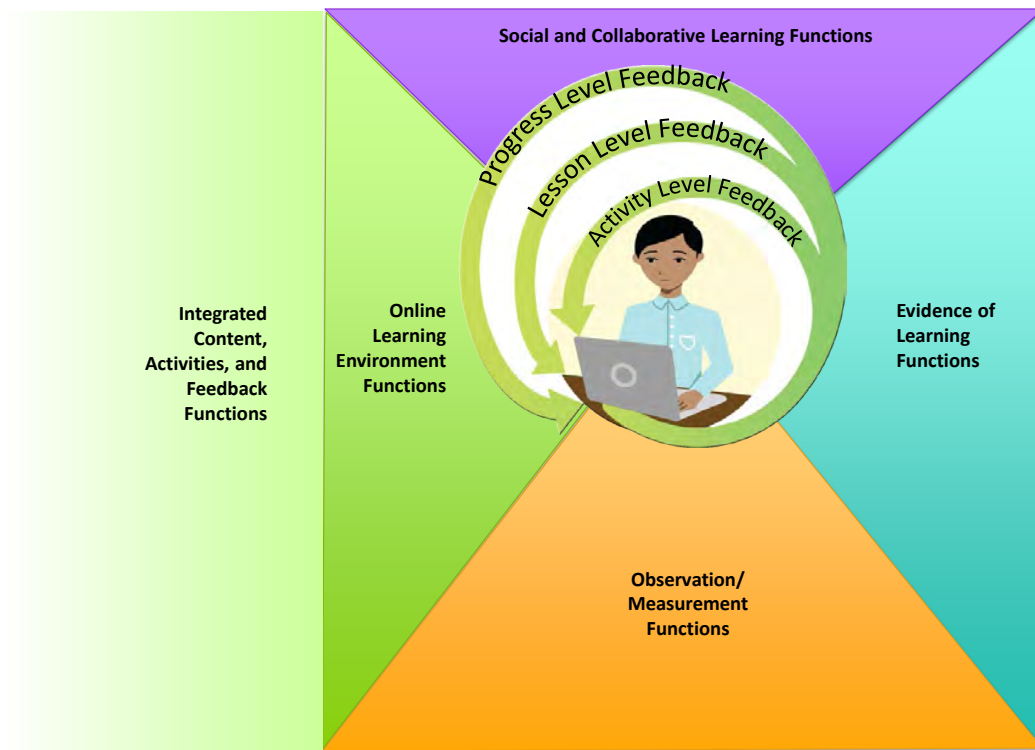 Social and Collaborative Learning Functions
Progress Level Feedback
Lesson Level Feedback
Activity Level Feedback
Integrated
Content,
Activities, and
Feedback
Functions
Online
Learning
Environment
Functions
Evidence of
Learning
Functions
Observation/
Measurement
Functions